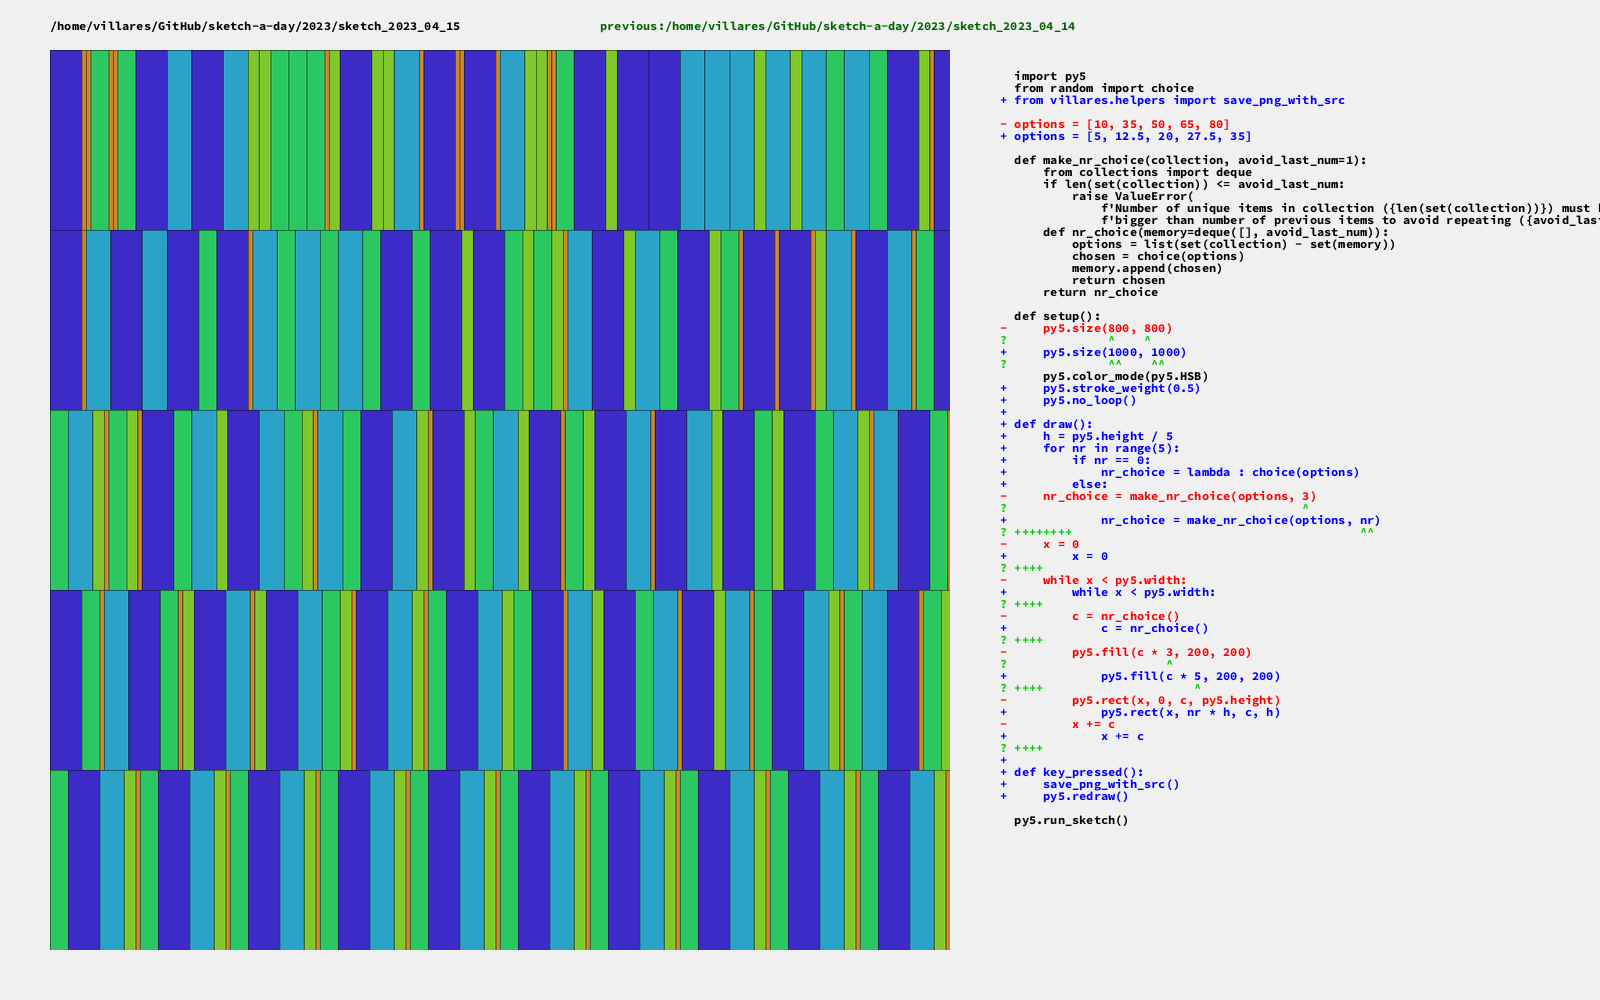 /home/villares/GitHub/sketch-a-day/2023/sketch_2023_04_15
previous:/home/villares/GitHub/sketch-a-day/2023/sketch_2023_04_14
  import py5
  from random import choice
+ from villares.helpers import save_png_with_src
- options = [10, 35, 50, 65, 80]
+ options = [5, 12.5, 20, 27.5, 35]
  def make_nr_choice(collection, avoid_last_num=1):
      from collections import deque
      if len(set(collection)) <= avoid_last_num:
          raise ValueError(
              f'Number of unique items in collection ({len(set(collection))}) must
              f'bigger than number of previous items to avoid repeating ({avoid_las
      def nr_choice(memory=deque([], avoid_last_num)):
          options = list(set(collection) - set(memory))
          chosen = choice(options)
          memory.append(chosen)
          return chosen
      return nr_choice
  def setup():
-     py5.size(800, 800)
?              ^    ^
+     py5.size(1000, 1000)
?              ^^    ^^
      py5.color_mode(py5.HSB)
+     py5.stroke_weight(0.5)
+     py5.no_loop()
+
+ def draw():
+     h = py5.height / 5
+     for nr in range(5):
+         if nr == 0:
+             nr_choice = lambda : choice(options)
+         else:
-     nr_choice = make_nr_choice(options, 3)
?                                         ^
+             nr_choice = make_nr_choice(options, nr)
? ++++++++                                        ^^
-     x = 0
+         x = 0
? ++++
-     while x < py5.width:
+         while x < py5.width:
? ++++
-         c = nr_choice()
+             c = nr_choice()
? ++++
-         py5.fill(c * 3, 200, 200)
?                      ^
+             py5.fill(c * 5, 200, 200)
? ++++                     ^
-         py5.rect(x, 0, c, py5.height)
+             py5.rect(x, nr * h, c, h)
-         x += c
+             x += c
? ++++
+
+ def key_pressed():
+     save_png_with_src()
+     py5.redraw()
  py5.run_sketch()